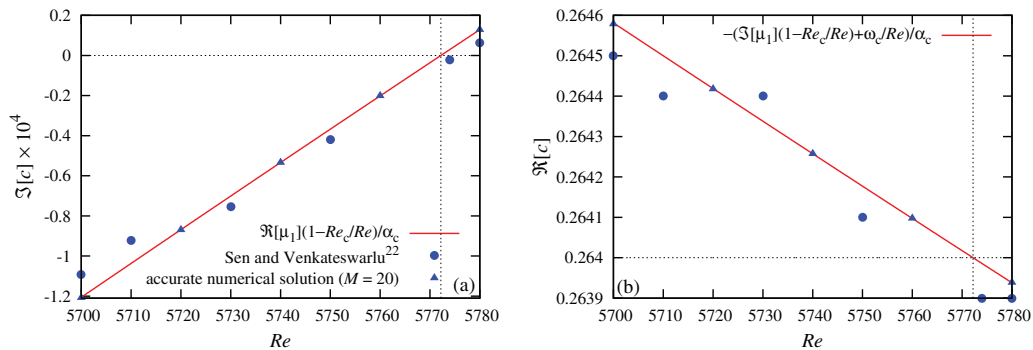 0.2
0
-0.2
-0.4
-0.6
-0.8
-1
-1.2
ℑ[c] × 10⁴
ℜ[μ₁](1−Re_c/Re)/α_c
Sen and Venkateswarlu²²
accurate numerical solution (M = 20)
(a)
5700 5710 5720 5730 5740 5750 5760 5770 5780
Re
0.2646
0.2645
0.2644
0.2643
0.2642
0.2641
0.264
0.2639
ℜ[c]
−(ℑ[μ₁](1−Re_c/Re)+ω_c/Re)/α_c
(b)
5700 5710 5720 5730 5740 5750 5760 5770 5780
Re